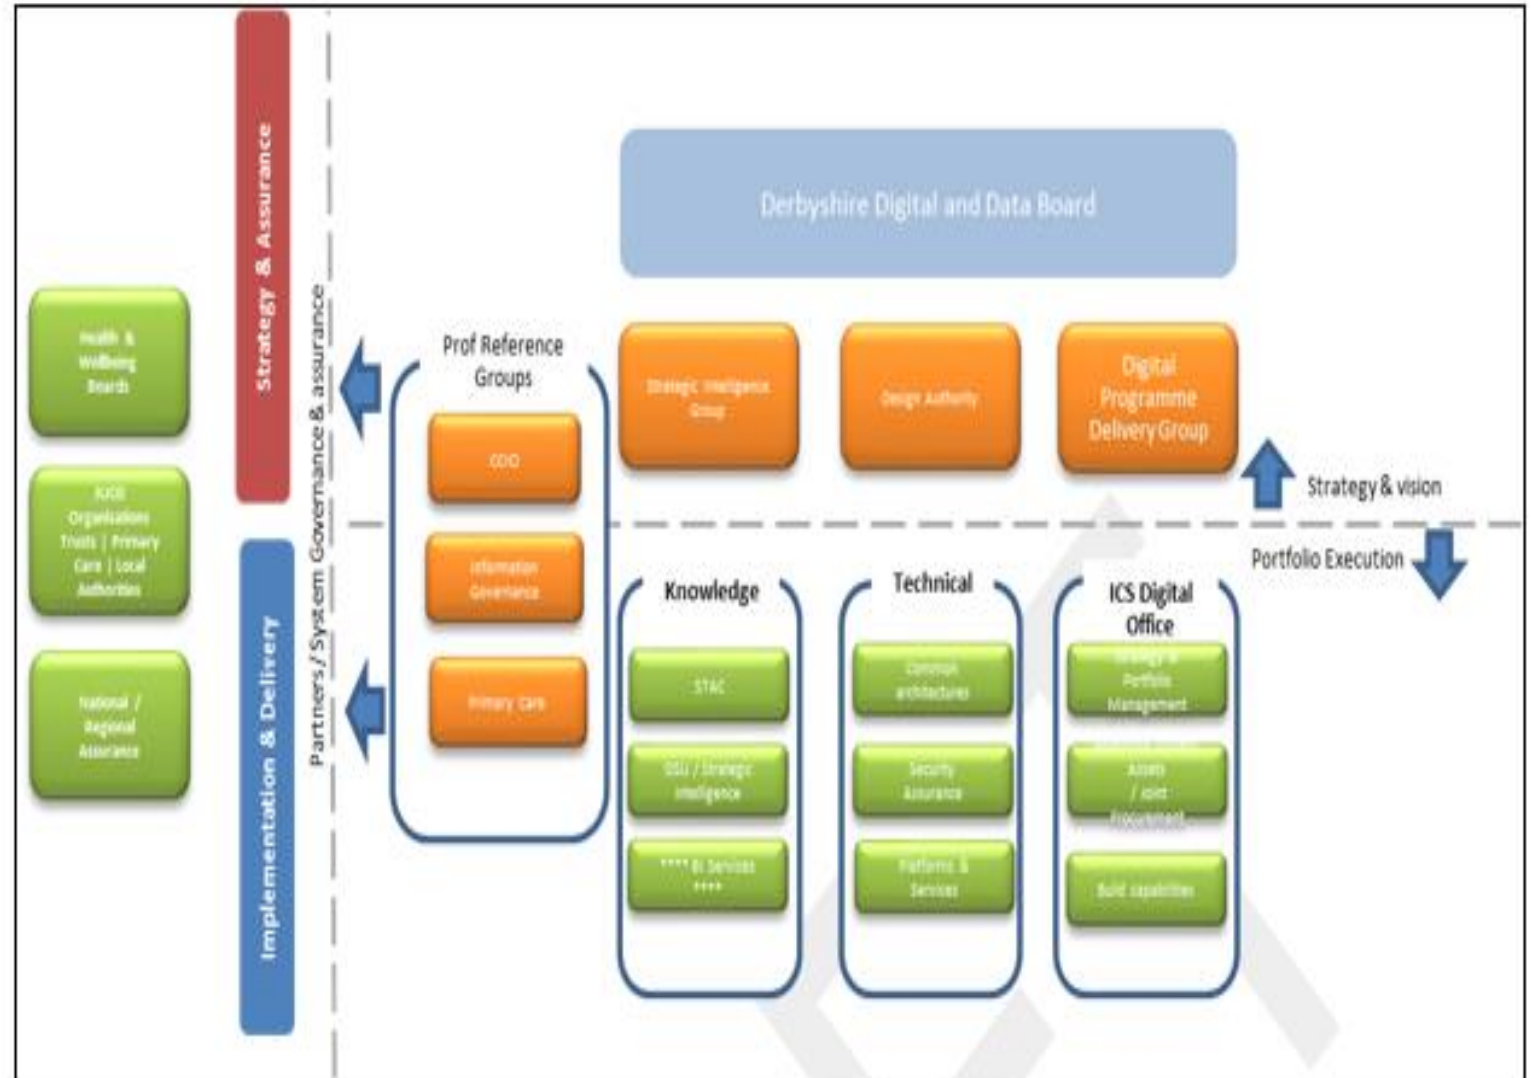 Strategy & Assurance
Implementation & Delivery
Partners / System Governance & assurance
Health &
Wellbeing
Boards
Organisations
Trusts | Primary
Care | Local
Authorities
National /
Regional
Assurance
Derbyshire Digital and Data Board
Prof Reference
Groups
Information
Governance
Primary Care
Strategic Intelligence
Group
Design Authority
Digital
Programme
Delivery Group
Strategy & vision
Portfolio Execution
Knowledge
STAC
/ Strategic
Intelligence
**** BI Services
****
Technical
Common
architectures
Security
Assurance
Platforms &
Services
ICS Digital
Office
Portfolio
Management
Assets
/ Joint
Procurement
Build capabilities